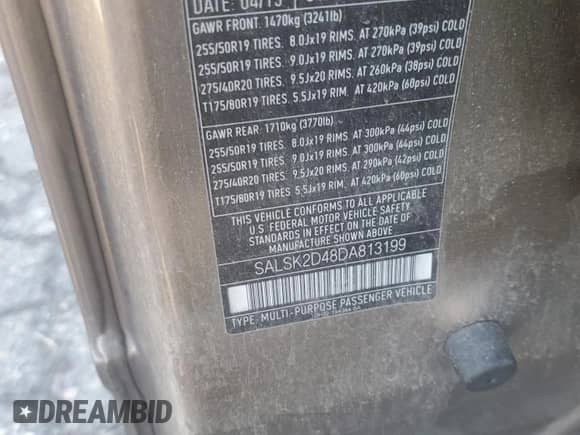 DATE: 04/13
GAWR FRONT. 1470kg (3241lb)
255/50R19 TIRES. 8.0Jx19 RIMS. AT 270kPa (39psi) COLD
255/50R19 TIRES. 9.0Jx19 RIMS. AT 270kPa (39psi) COLD
275/40R20 TIRES. 9.5Jx20 RIMS. AT 260kPa (38psi) COLD
T175/80R19 TIRES. 5.5Jx19 RIM. AT 420kPa (60psi) COLD
GAWR REAR. 1710kg (3770lb)
255/50R19 TIRES. 8.0Jx19 RIMS. AT 300kPa (44psi) COLD
255/50R19 TIRES. 9.0Jx19 RIMS. AT 300kPa (44psi) COLD
275/40R20 TIRES. 9.5Jx20 RIMS. AT 290kPa (42psi) COLD
T175/80R19 TIRES. 5.5Jx19 RIM. AT 420kPa (60psi) COLD
THIS VEHICLE CONFORMS TO ALL APPLICABLE
U.S. FEDERAL MOTOR VEHICLE SAFETY
STANDARDS IN EFFECT ON THE DATE OF
MANUFACTURE SHOWN ABOVE
SALSK2D48DA813199
TYPE: MULTI-PURPOSE PASSENGER VEHICLE
DREAMBID